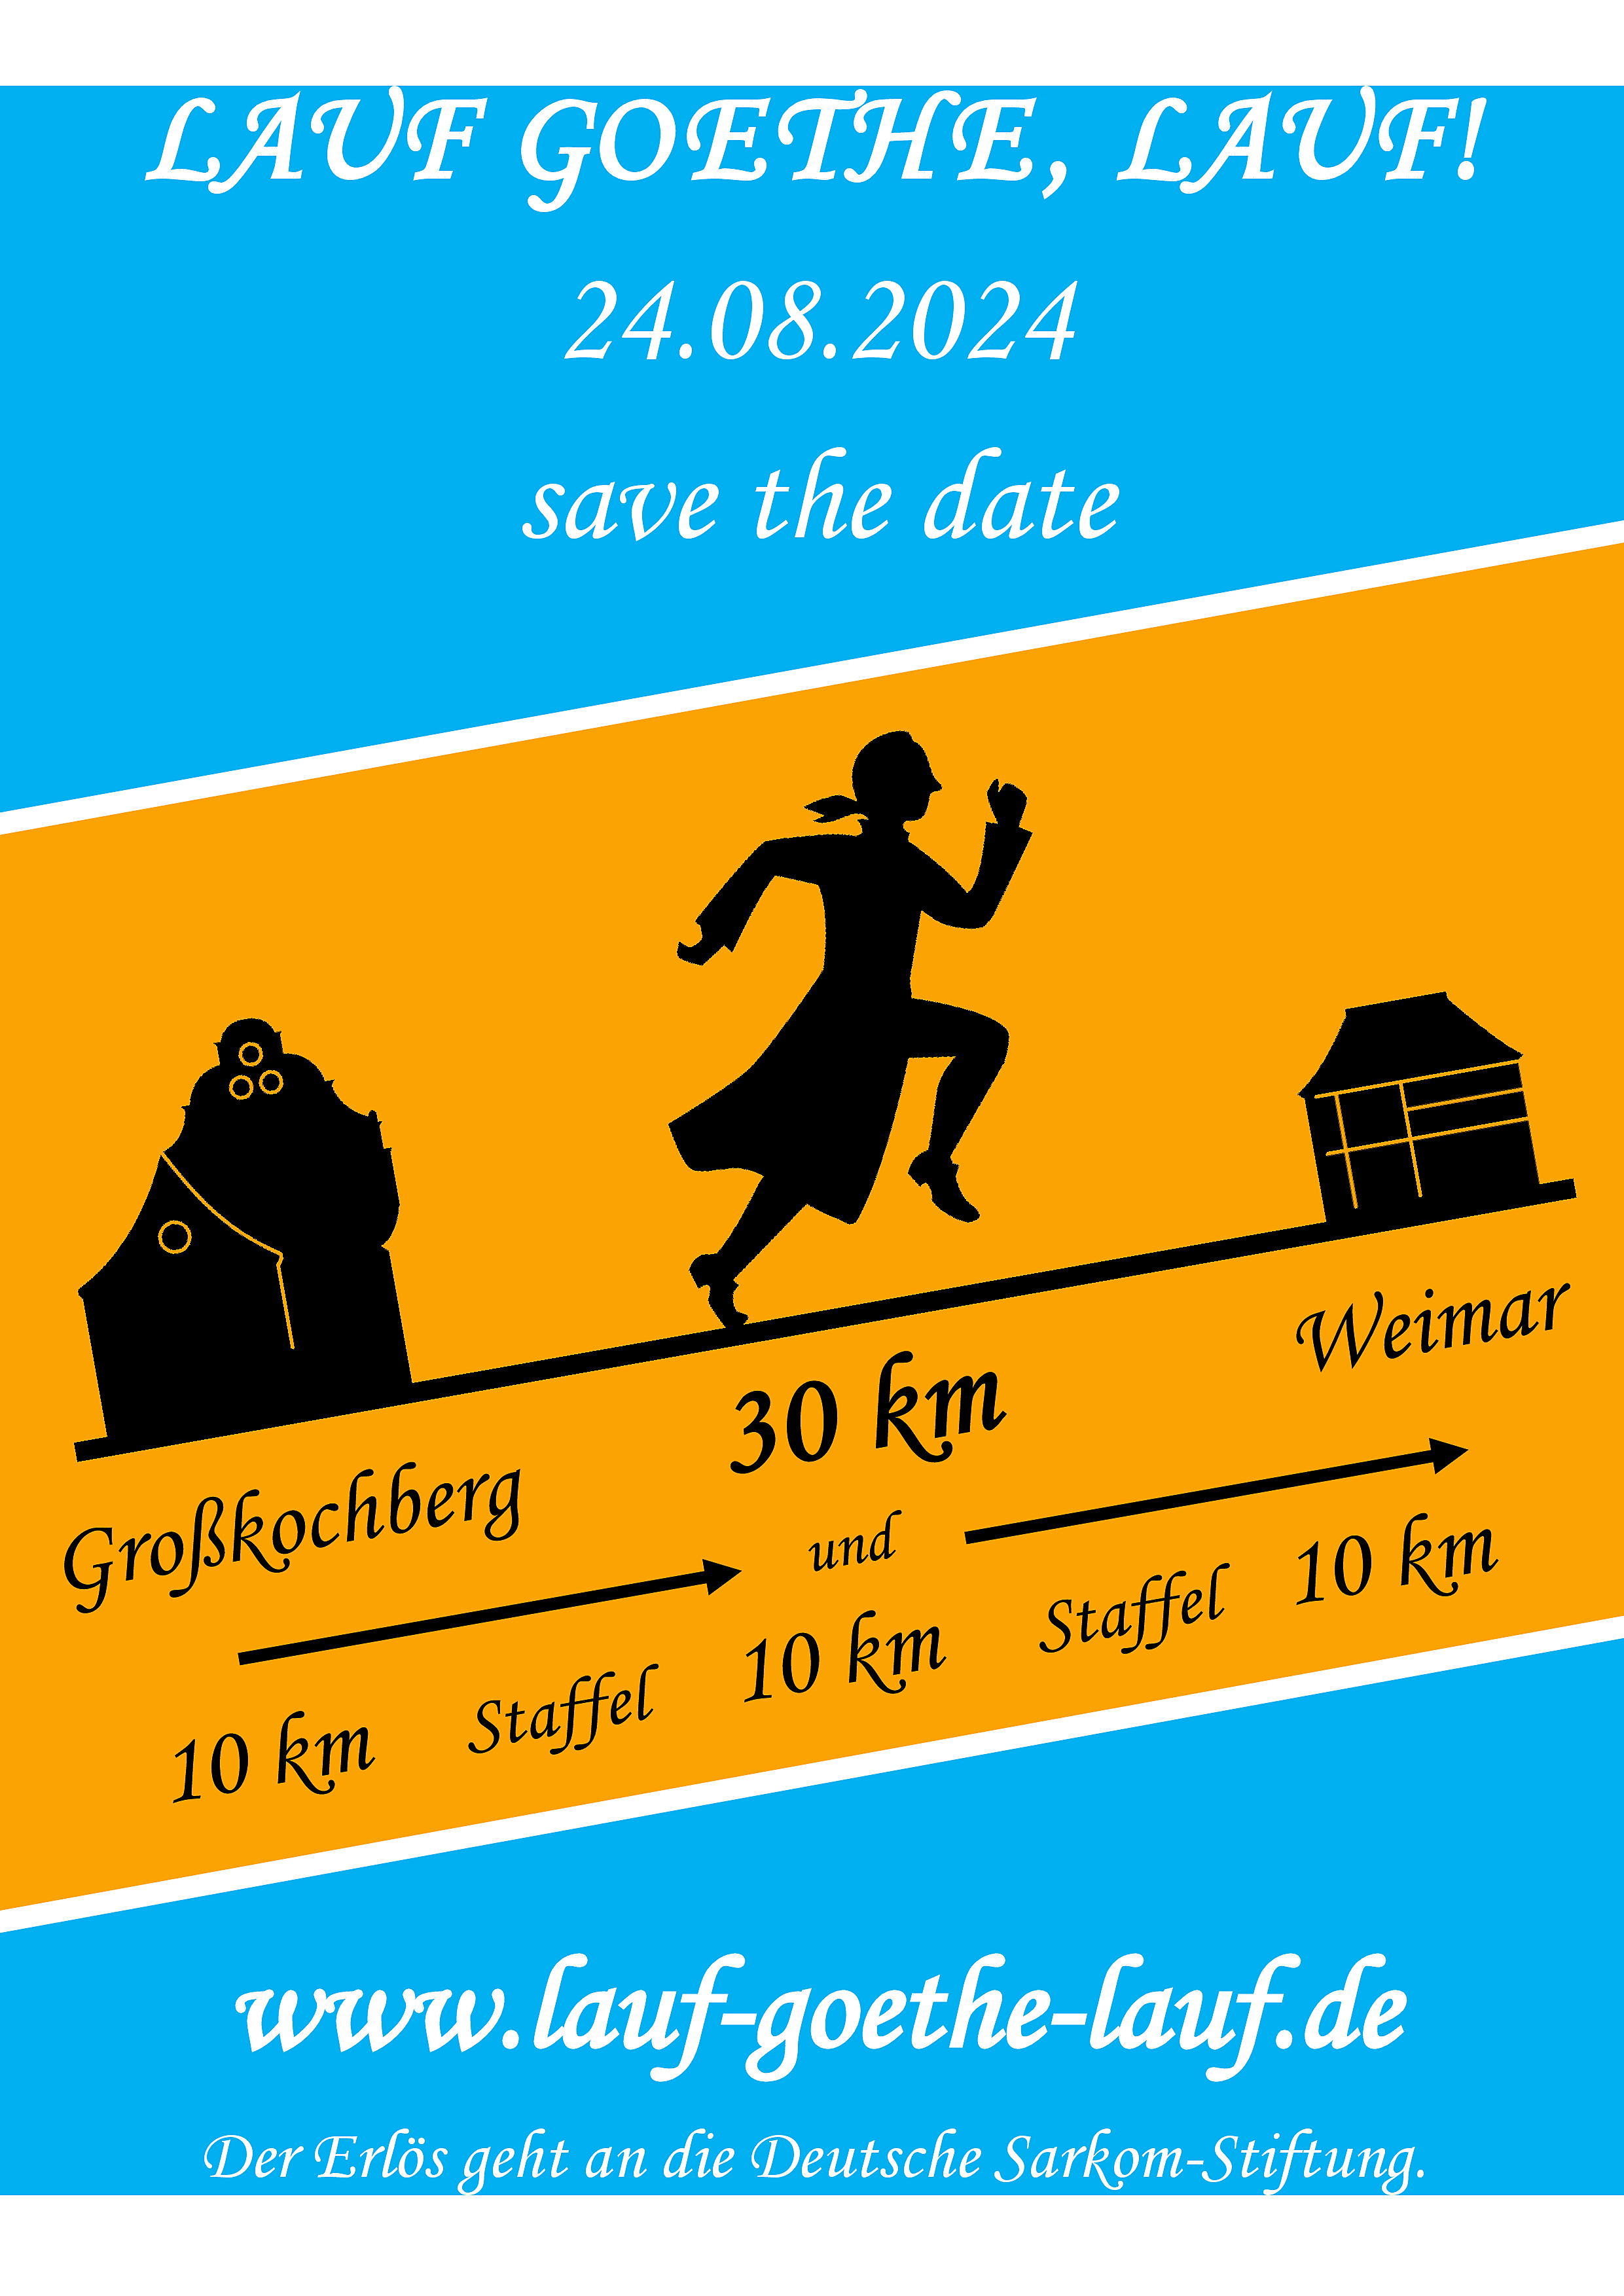 LAUF GOETHE, LAUF!
24.08.2024
save the date
Weimar
30 km
Großkochberg
und
10 km Staffel 10 km Staffel 10 km
www.lauf-goethe-lauf.de
Der Erlös geht an die Deutsche Sarkom-Stiftung.